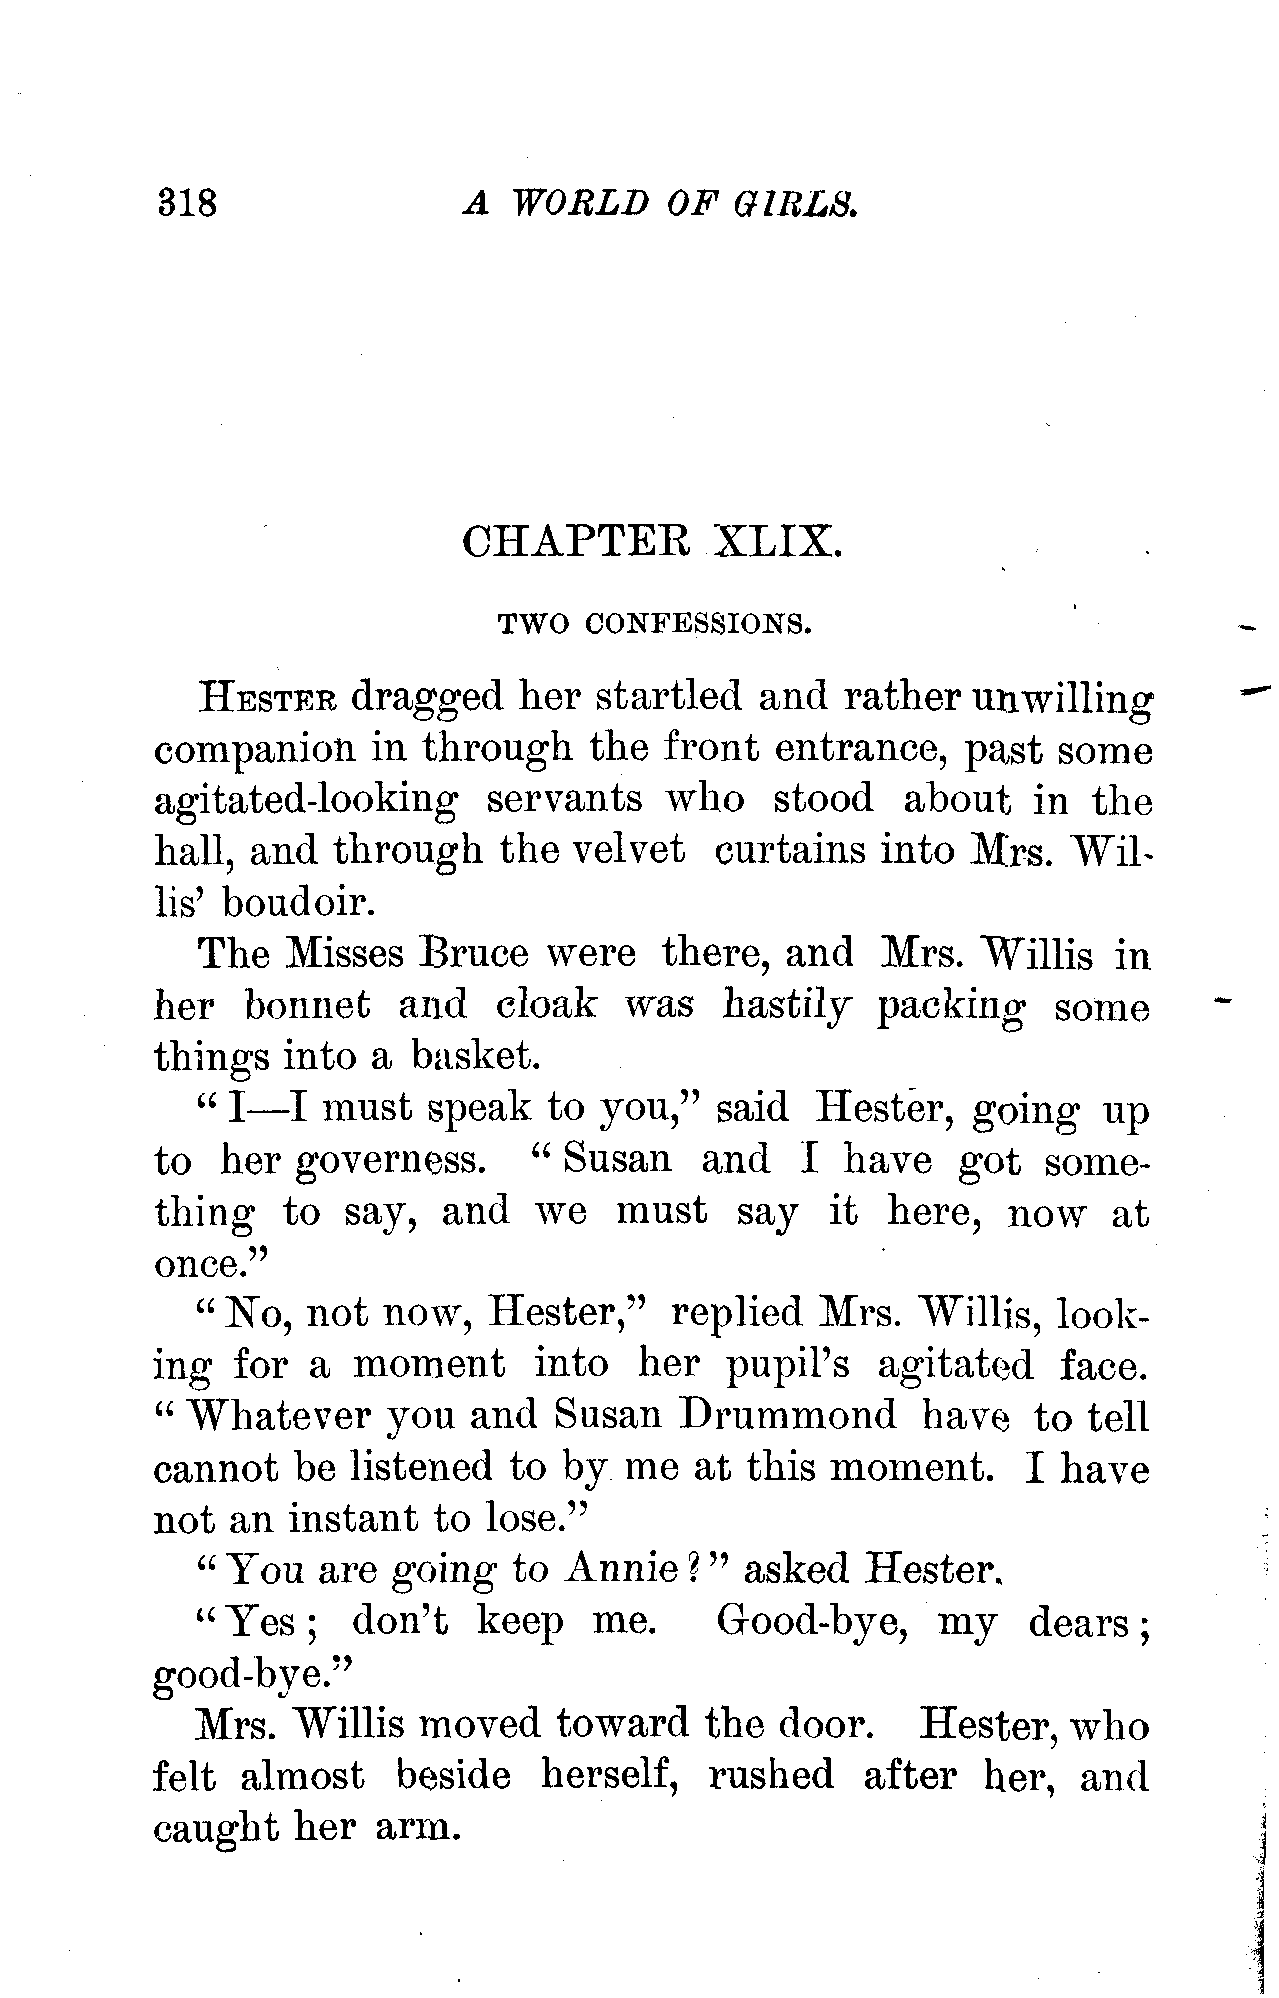 318 A WORLD OF GIRLS.
CHAPTER XLIX.
TWO CONFESSIONS.
HESTER dragged her startled and rather unwilling
companion in through the front entrance, past some
agitated-looking servants who stood about in the
hall, and through the velvet curtains into Mrs. Wil-
lis' boudoir.
The Misses Bruce were there, and Mrs. Willis in
her bonnet and cloak was hastily packing some
things into a basket.
"I—I must speak to you," said Hester, going up
to her governess. "Susan and I have got some-
thing to say, and we must say it here, now at
once."
"No, not now, Hester," replied Mrs. Willis, look-
ing for a moment into her pupil's agitated face.
"Whatever you and Susan Drummond have to tell
cannot be listened to by me at this moment. I have
not an instant to lose."
"You are going to Annie?" asked Hester.
"Yes; don't keep me. Good-bye, my dears;
good-bye."
Mrs. Willis moved toward the door. Hester, who
felt almost beside herself, rushed after her, and
caught her arm.